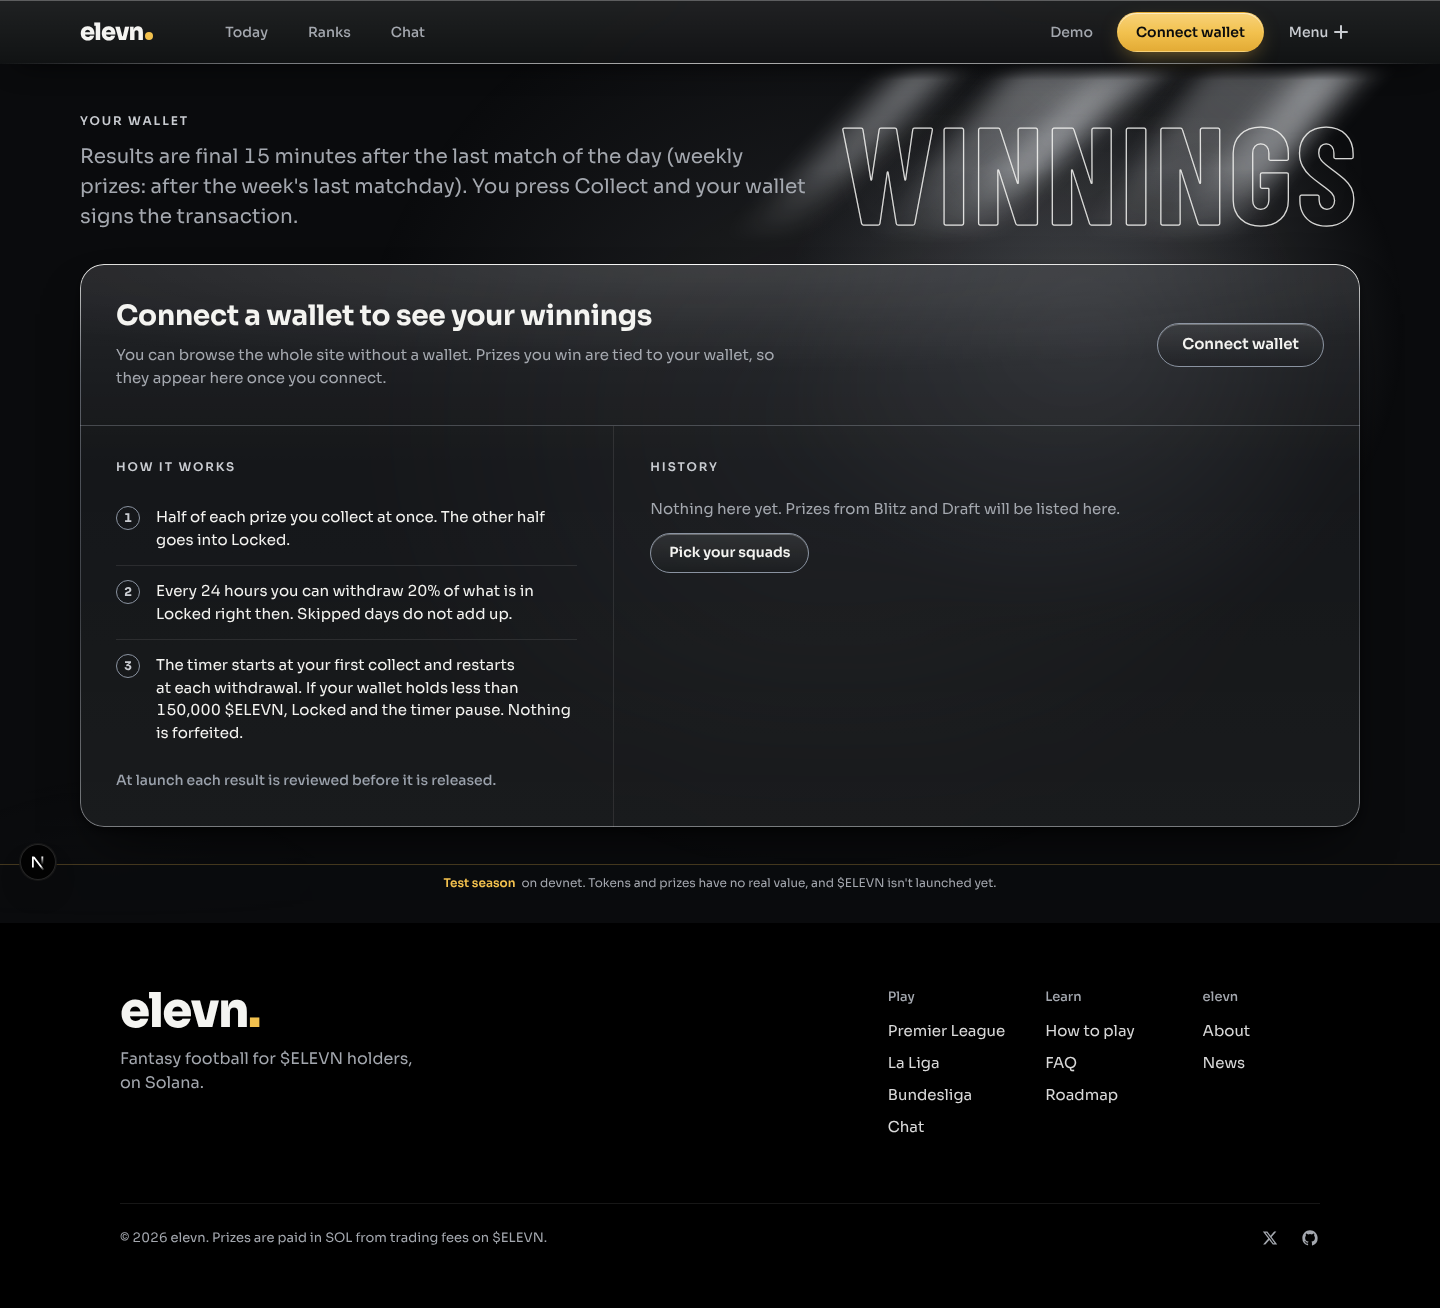 elevn.
Today
Ranks
Chat
Demo
Connect wallet
Menu
YOUR WALLET
Results are final 15 minutes after the last match of the day (weekly
prizes: after the week's last matchday). You press Collect and your wallet
signs the transaction.
WINNINGS
Connect a wallet to see your winnings
You can browse the whole site without a wallet. Prizes you win are tied to your wallet, so
they appear here once you connect.
Connect wallet
HOW IT WORKS
1
Half of each prize you collect at once. The other half
goes into Locked.
2
Every 24 hours you can withdraw 20% of what is in
Locked right then. Skipped days do not add up.
3
The timer starts at your first collect and restarts
at each withdrawal. If your wallet holds less than
150,000 $ELEVN, Locked and the timer pause. Nothing
is forfeited.
At launch each result is reviewed before it is released.
HISTORY
Nothing here yet. Prizes from Blitz and Draft will be listed here.
Pick your squads
N
Test season on devnet. Tokens and prizes have no real value, and $ELEVN isn't launched yet.
elevn.
Fantasy football for $ELEVN holders,
on Solana.
Play
Premier League
La Liga
Bundesliga
Chat
Learn
How to play
FAQ
Roadmap
elevn
About
News
© 2026 elevn. Prizes are paid in SOL from trading fees on $ELEVN.